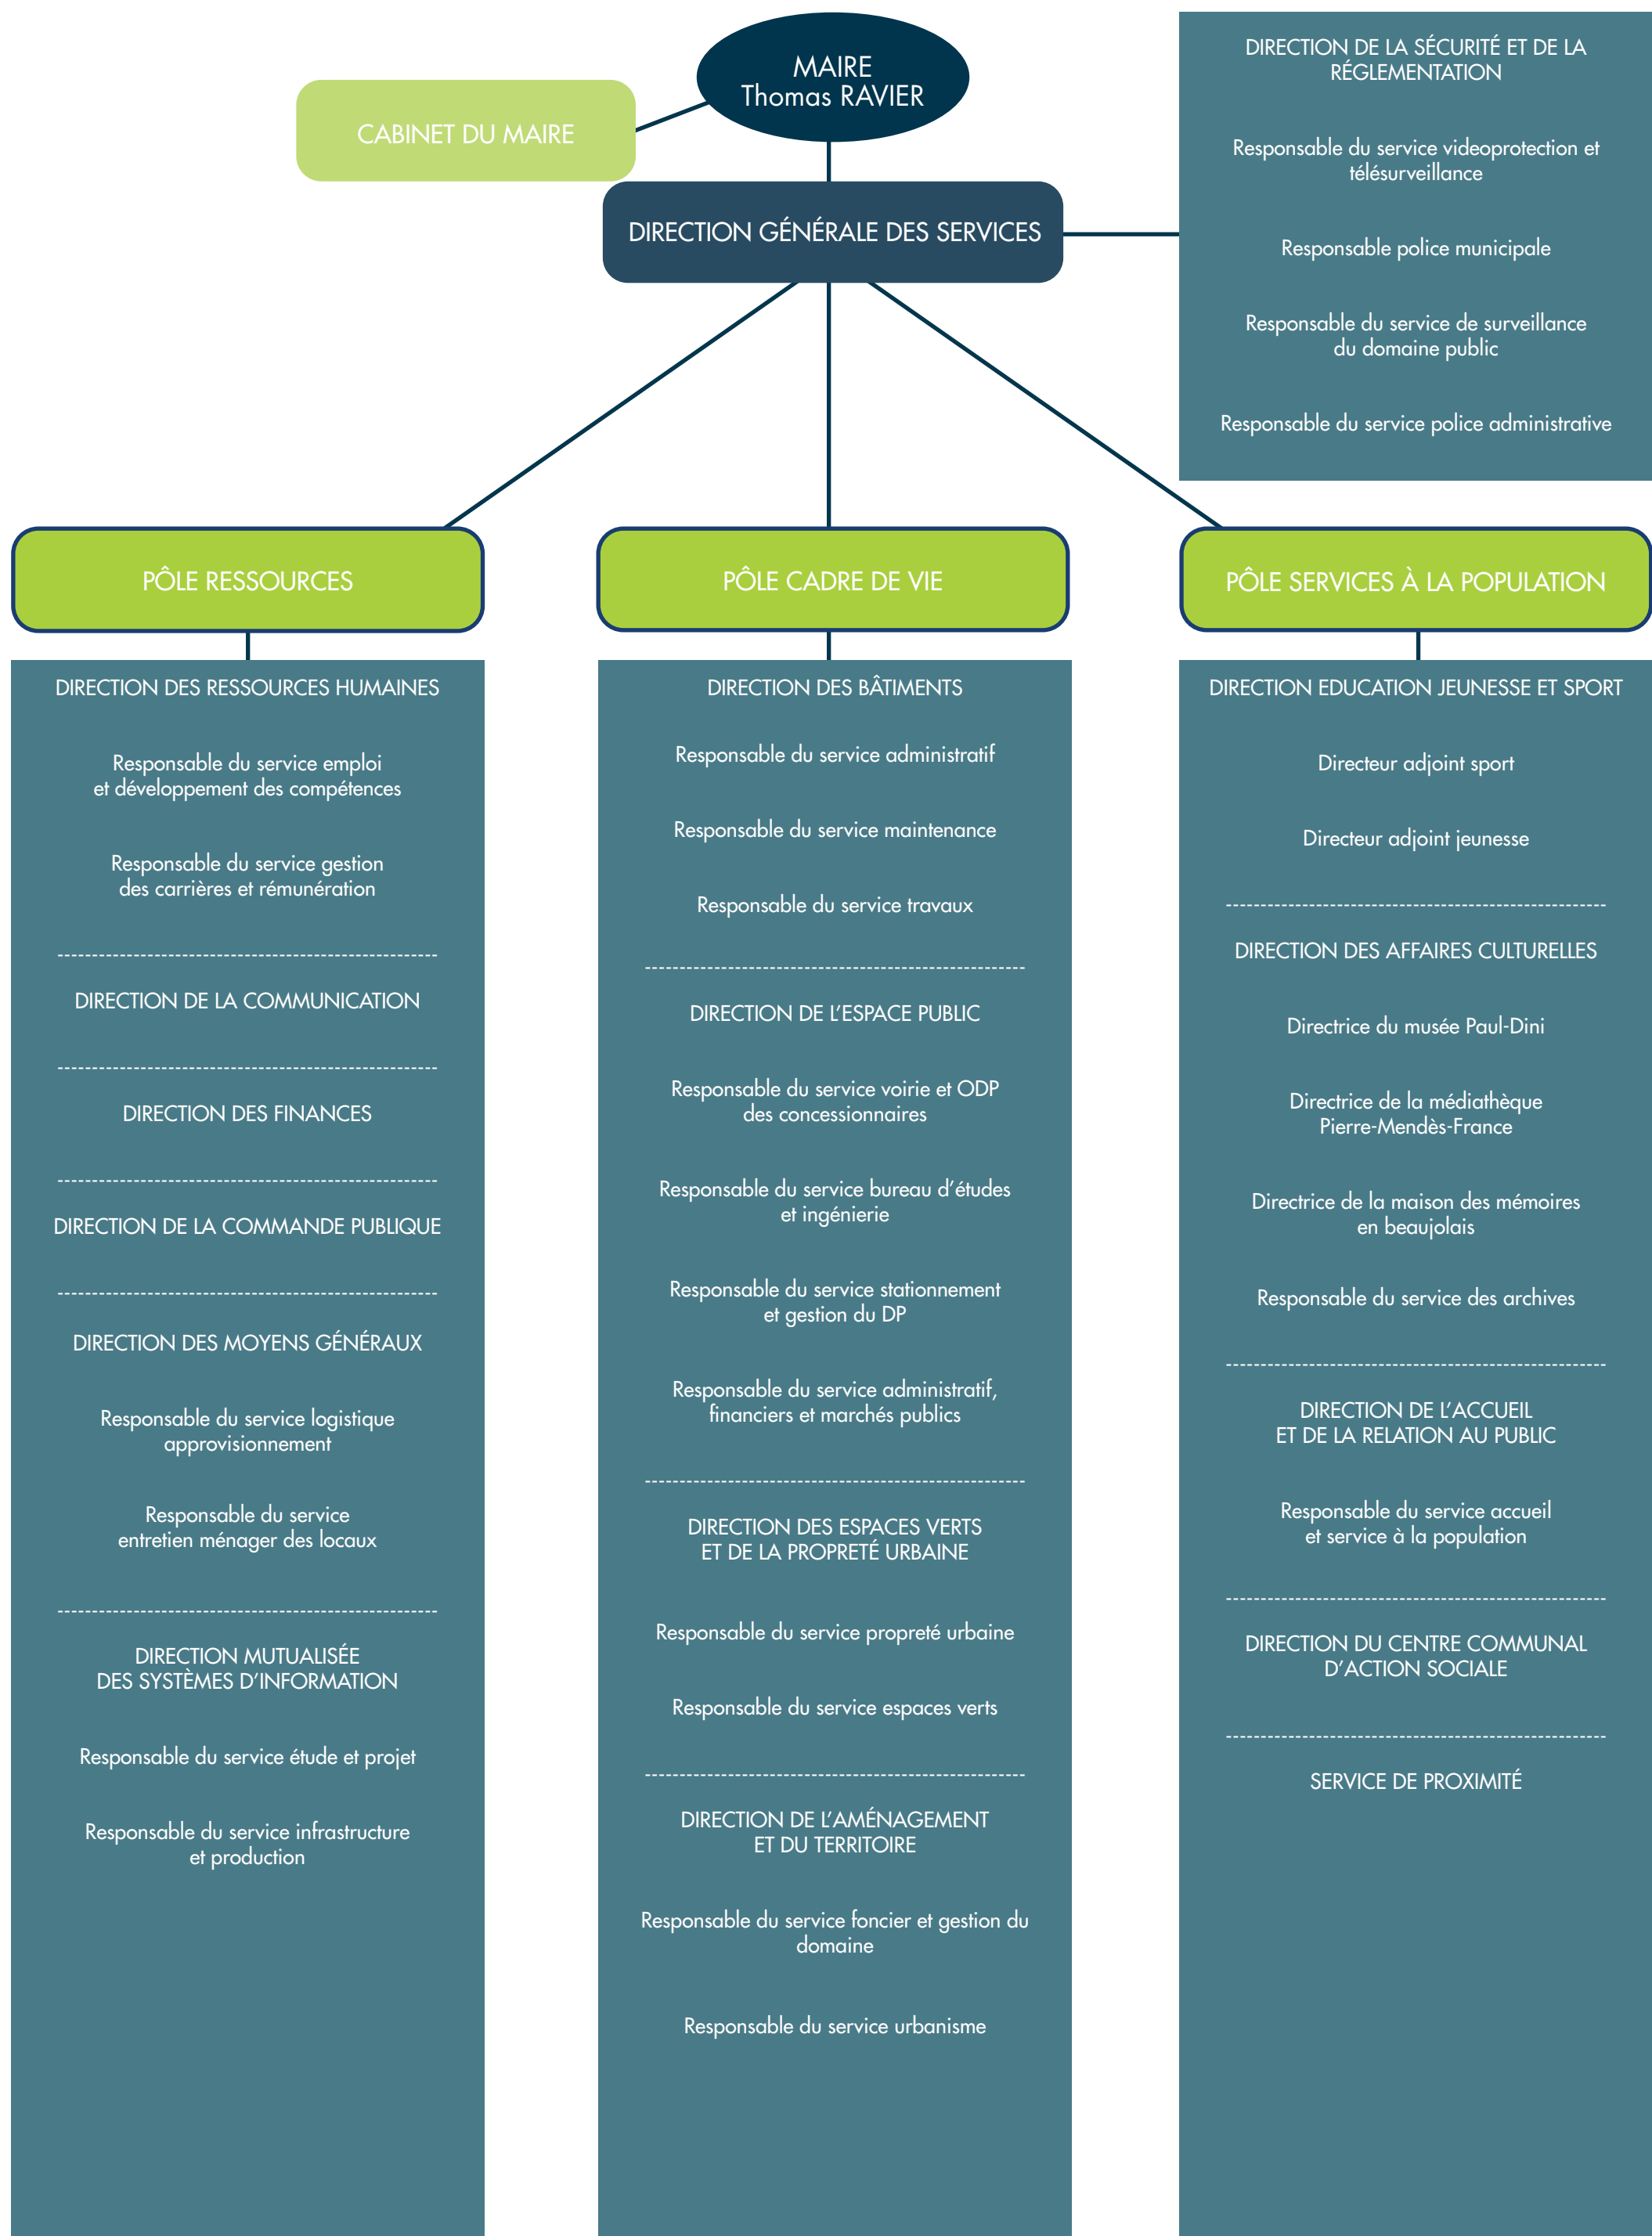 MAIRE
Thomas RAVIER
CABINET DU MAIRE
DIRECTION GÉNÉRALE DES SERVICES
DIRECTION DE LA SÉCURITÉ ET DE LA
RÉGLEMENTATION
Responsable du service videoprotection et
télésurveillance
Responsable police municipale
Responsable du service de surveillance
du domaine public
Responsable du service police administrative
PÔLE RESSOURCES
DIRECTION DES RESSOURCES HUMAINES
Responsable du service emploi
et développement des compétences
Responsable du service gestion
des carrières et rémunération
-------------------------------------------------------
DIRECTION DE LA COMMUNICATION
-------------------------------------------------------
DIRECTION DES FINANCES
-------------------------------------------------------
DIRECTION DE LA COMMANDE PUBLIQUE
-------------------------------------------------------
DIRECTION DES MOYENS GÉNÉRAUX
Responsable du service logistique
approvisionnement
Responsable du service
entretien ménager des locaux
-------------------------------------------------------
DIRECTION MUTUALISÉE
DES SYSTÈMES D’INFORMATION
Responsable du service étude et projet
Responsable du service infrastructure
et production
PÔLE CADRE DE VIE
DIRECTION DES BÂTIMENTS
Responsable du service administratif
Responsable du service maintenance
Responsable du service travaux
-------------------------------------------------------
DIRECTION DE L’ESPACE PUBLIC
Responsable du service voirie et ODP
des concessionnaires
Responsable du service bureau d’études
et ingénierie
Responsable du service stationnement
et gestion du DP
Responsable du service administratif,
financiers et marchés publics
-------------------------------------------------------
DIRECTION DES ESPACES VERTS
ET DE LA PROPRETÉ URBAINE
Responsable du service propreté urbaine
Responsable du service espaces verts
-------------------------------------------------------
DIRECTION DE L’AMÉNAGEMENT
ET DU TERRITOIRE
Responsable du service foncier et gestion du
domaine
Responsable du service urbanisme
PÔLE SERVICES À LA POPULATION
DIRECTION EDUCATION JEUNESSE ET SPORT
Directeur adjoint sport
Directeur adjoint jeunesse
-------------------------------------------------------
DIRECTION DES AFFAIRES CULTURELLES
Directrice du musée Paul-Dini
Directrice de la médiathèque
Pierre-Mendès-France
Directrice de la maison des mémoires
en beaujolais
Responsable du service des archives
-------------------------------------------------------
DIRECTION DE L’ACCUEIL
ET DE LA RELATION AU PUBLIC
Responsable du service accueil
et service à la population
-------------------------------------------------------
DIRECTION DU CENTRE COMMUNAL
D’ACTION SOCIALE
-------------------------------------------------------
SERVICE DE PROXIMITÉ